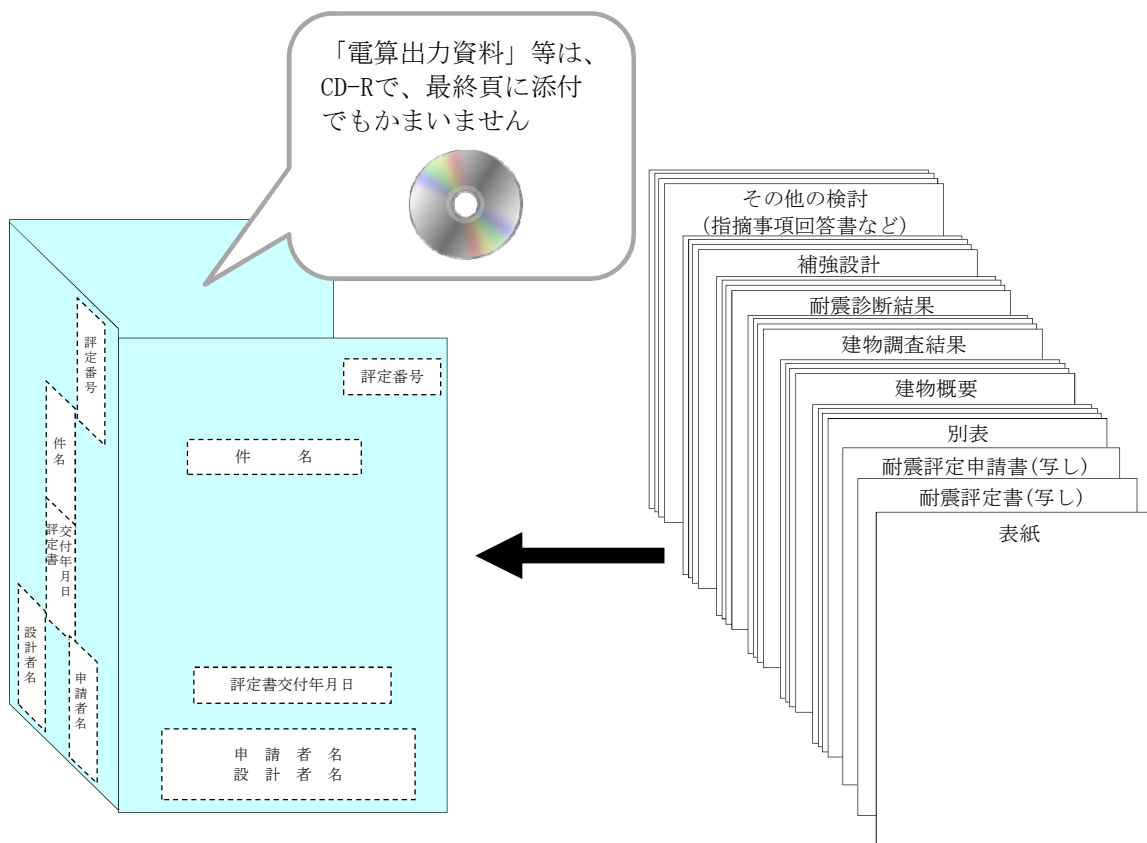 「電算出力資料」等は、
CD-Rで、最終頁に添付
でもかまいません
評定番号
件名
評定書
交付年月日
設計者名
申請者名
評定番号
件　　名
評定書交付年月日
申　請　者　名
設　計　者　名
その他の検討
(指摘事項回答書など)
補強設計
耐震診断結果
建物調査結果
建物概要
別表
耐震評定申請書(写し)
耐震評定書(写し)
表紙